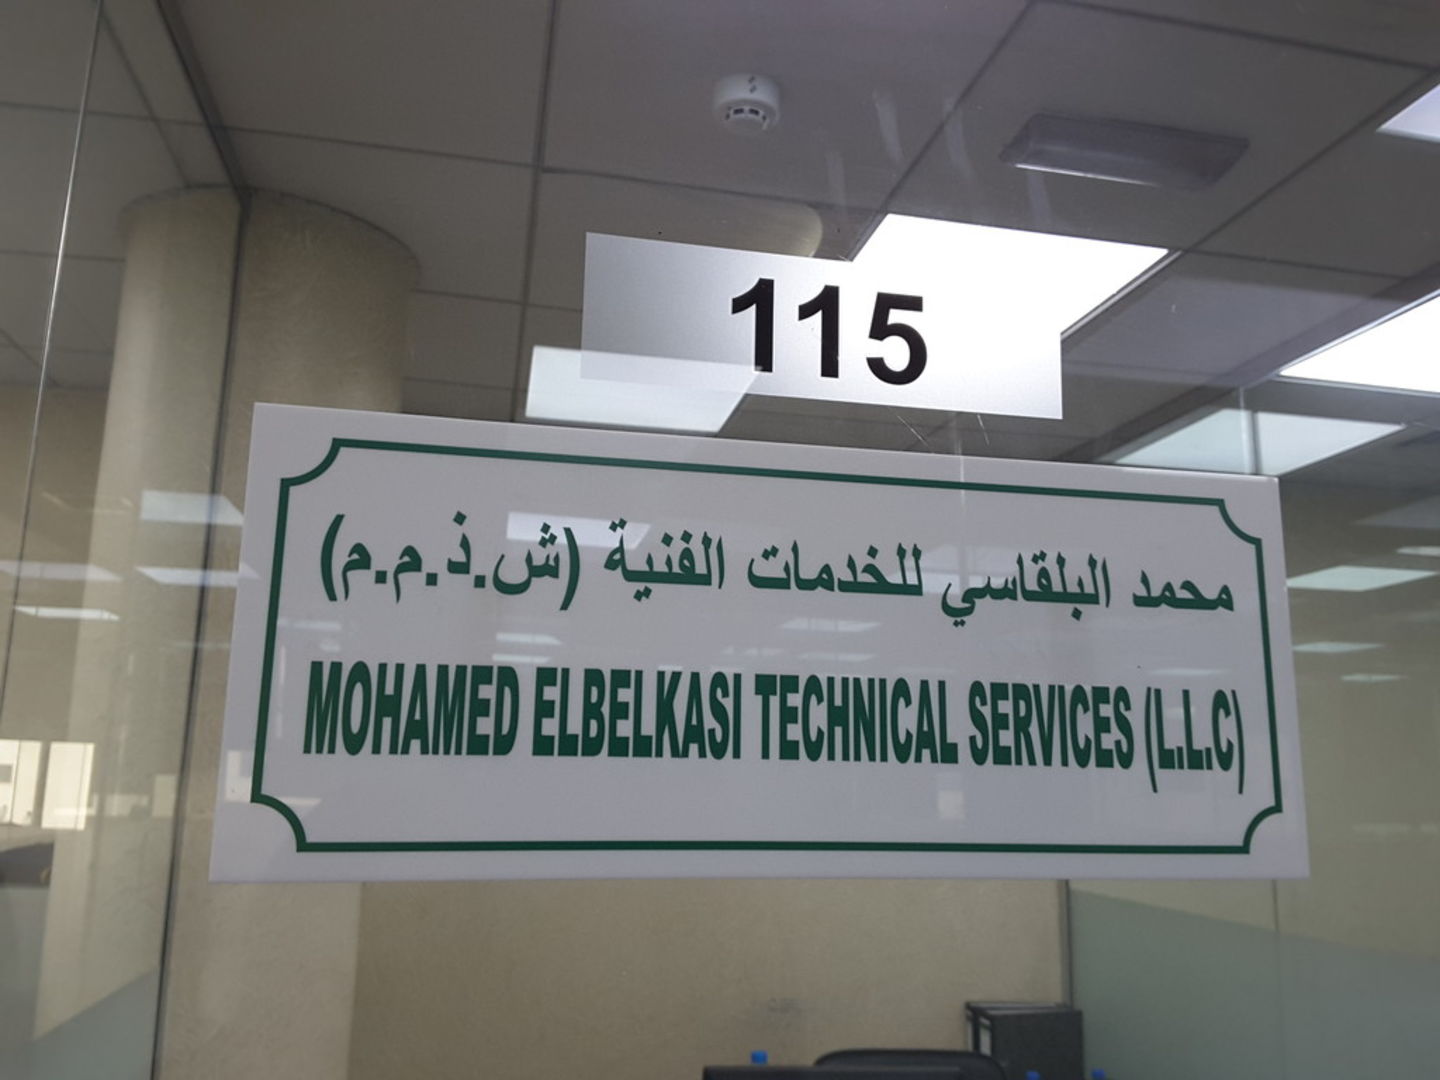 115
محمد البلقاسي للخدمات الفنية (ش.ذ.م.م)
MOHAMED ELBELKASI TECHNICAL SERVICES (L.L.C)